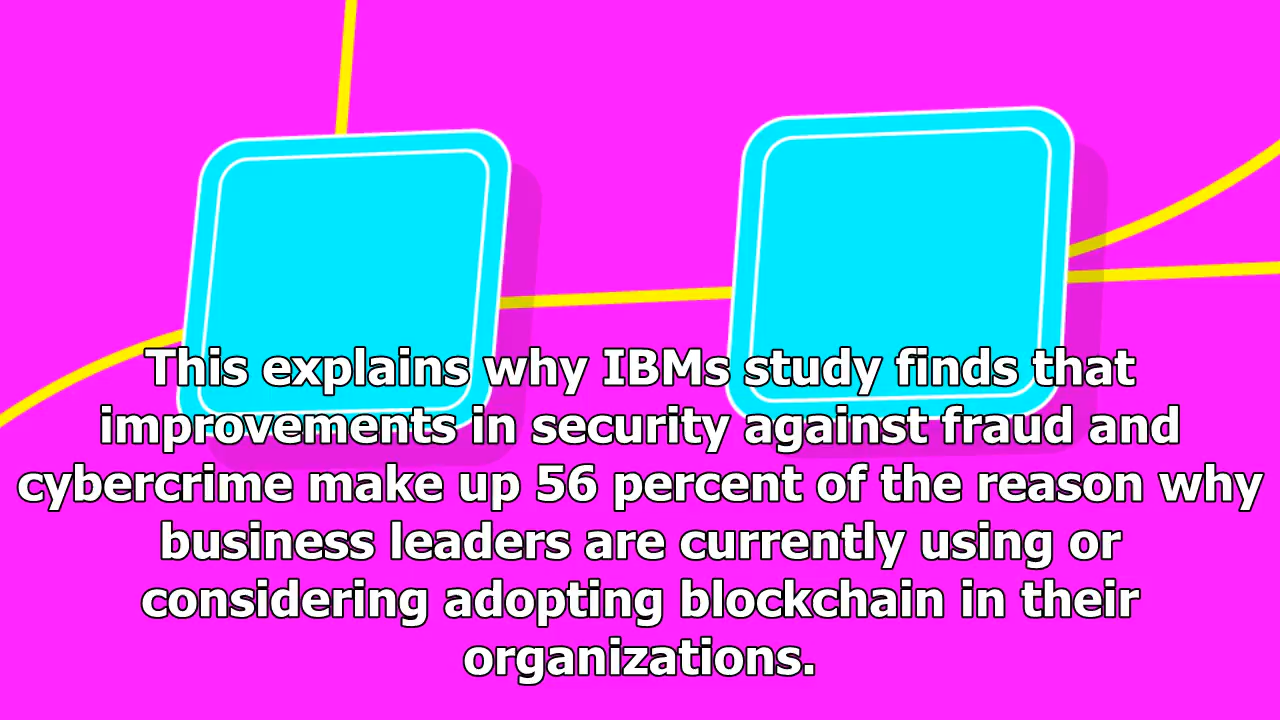 This explains why IBMs study finds that
improvements in security against fraud and
cybercrime make up 56 percent of the reason why
business leaders are currently using or
considering adopting blockchain in their
organizations.